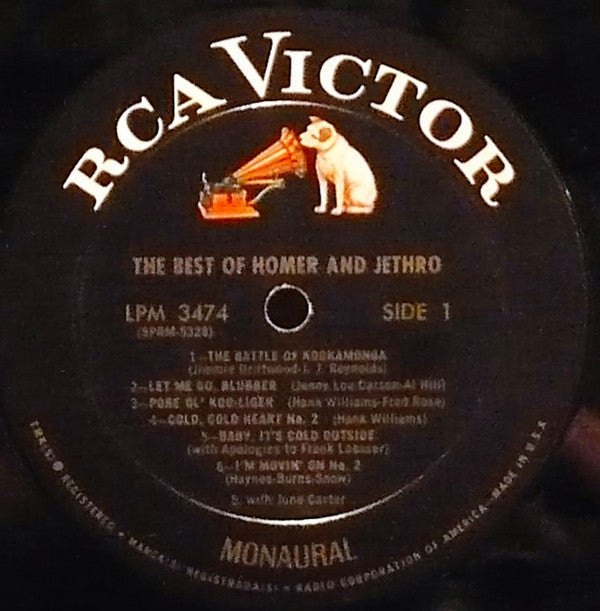 RCA VICTOR
THE BEST OF HOMER AND JETHRO
LPM 3474
SIDE 1
(SPRM-5328)
1—THE BATTLE OF KOOKAMONGA
(Jimmie Driftwood-J. J. Reynolds)
2—LET ME GO, BLUBBER (Jenny Lou Carson-Al Hill)
3—PORE OL' KOO-LIGER (Hank Williams-Fred Rose)
4—COLD, COLD HEART No. 2 (Hank Williams)
5—BABY, IT'S COLD OUTSIDE
(with Apologies to Frank Loesser)
6—I'M MOVIN' ON No. 2
(Haynes-Burns-Snow)
5. with June Carter
MONAURAL
TMK(S) ® REGISTERED • MARCA(S) REGISTRADA(S) • RADIO CORPORATION OF AMERICA—MADE IN U.S.A.